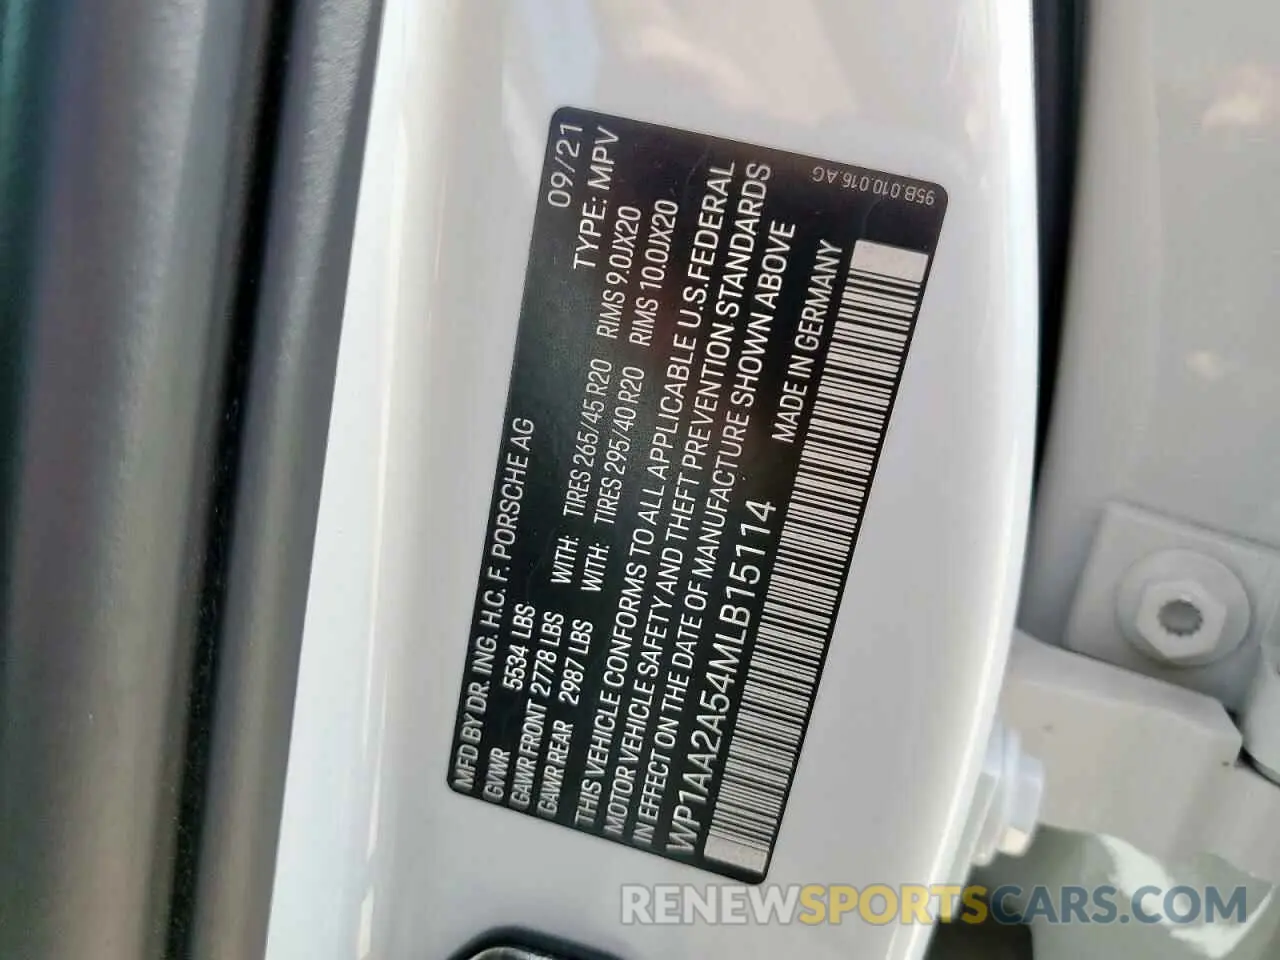 MFD BY DR. ING. H.C. F. PORSCHE AG 09/21
GVWR 5534 LBS TYPE: MPV
GAWR FRONT 2778 LBS WITH: TIRES 265/45 R20 RIMS 9.0JX20
GAWR REAR 2987 LBS WITH: TIRES 295/40 R20 RIMS 10.0JX20
THIS VEHICLE CONFORMS TO ALL APPLICABLE U.S. FEDERAL
MOTOR VEHICLE SAFETY AND THEFT PREVENTION STANDARDS
IN EFFECT ON THE DATE OF MANUFACTURE SHOWN ABOVE
WP1AA2A54MLB15114 MADE IN GERMANY
95B.010.016.AG
RENEWSPORTSCARS.COM